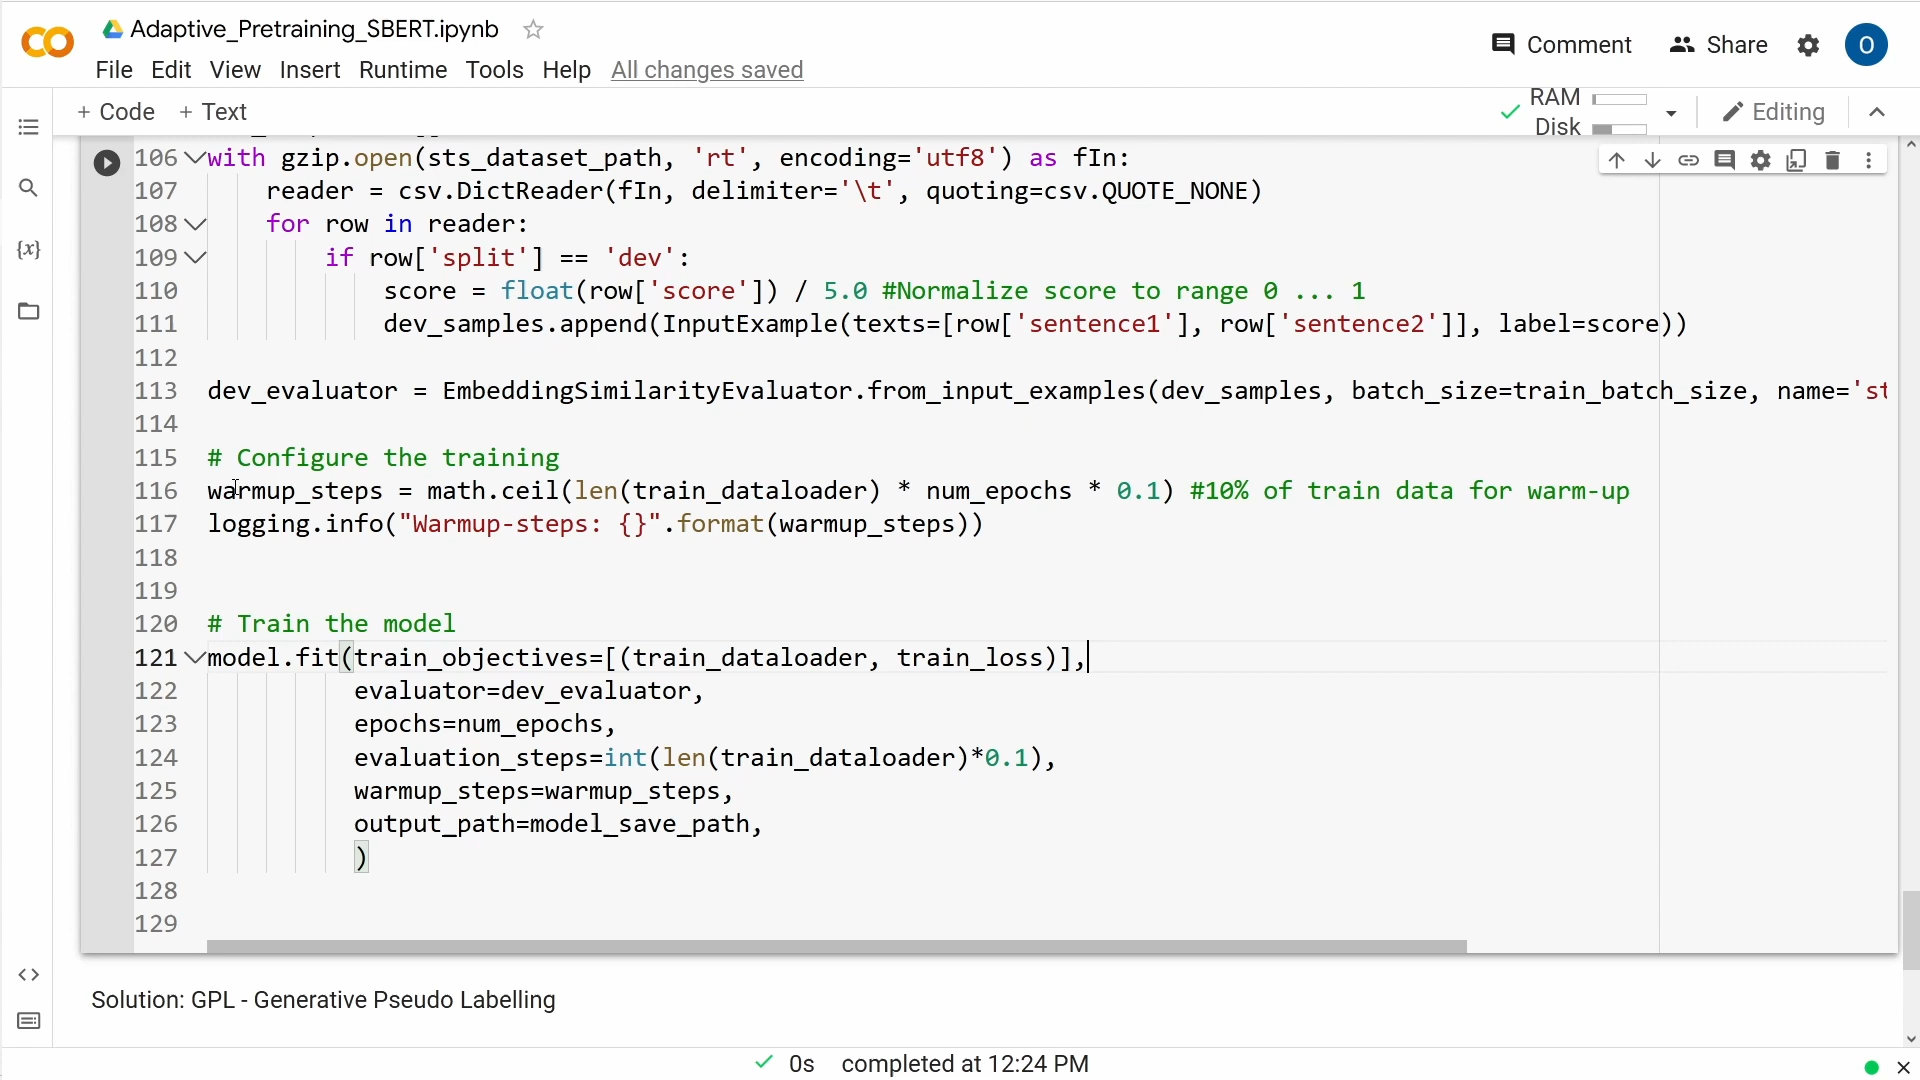 Adaptive_Pretraining_SBERT.ipynb
File Edit View Insert Runtime Tools Help All changes saved
Comment Share O
+ Code + Text
RAM
Disk
Editing
106 with gzip.open(sts_dataset_path, 'rt', encoding='utf8') as fIn:
107 reader = csv.DictReader(fIn, delimiter='\t', quoting=csv.QUOTE_NONE)
108 for row in reader:
109 if row['split'] == 'dev':
110 score = float(row['score']) / 5.0 #Normalize score to range 0 ... 1
111 dev_samples.append(InputExample(texts=[row['sentence1'], row['sentence2']], label=score))
112
113 dev_evaluator = EmbeddingSimilarityEvaluator.from_input_examples(dev_samples, batch_size=train_batch_size, name='st
114
115 # Configure the training
116 warmup_steps = math.ceil(len(train_dataloader) * num_epochs * 0.1) #10% of train data for warm-up
117 logging.info("Warmup-steps: {}".format(warmup_steps))
118
119
120 # Train the model
121 model.fit(train_objectives=[(train_dataloader, train_loss)],
122 evaluator=dev_evaluator,
123 epochs=num_epochs,
124 evaluation_steps=int(len(train_dataloader)*0.1),
125 warmup_steps=warmup_steps,
126 output_path=model_save_path,
127 )
128
129
Solution: GPL - Generative Pseudo Labelling
0s completed at 12:24 PM